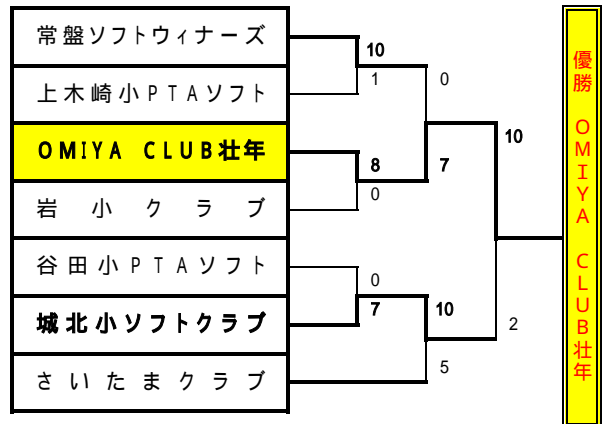 常盤ソフトウィナーズ
上木崎小PTAソフト
OMIYA CLUB壮年
岩小クラブ
谷田小PTAソフト
城北小ソフトクラブ
さいたまクラブ
10
1
8
0
0
7
0
7
10
5
10
2
優勝 OMIYA CLUB壮年